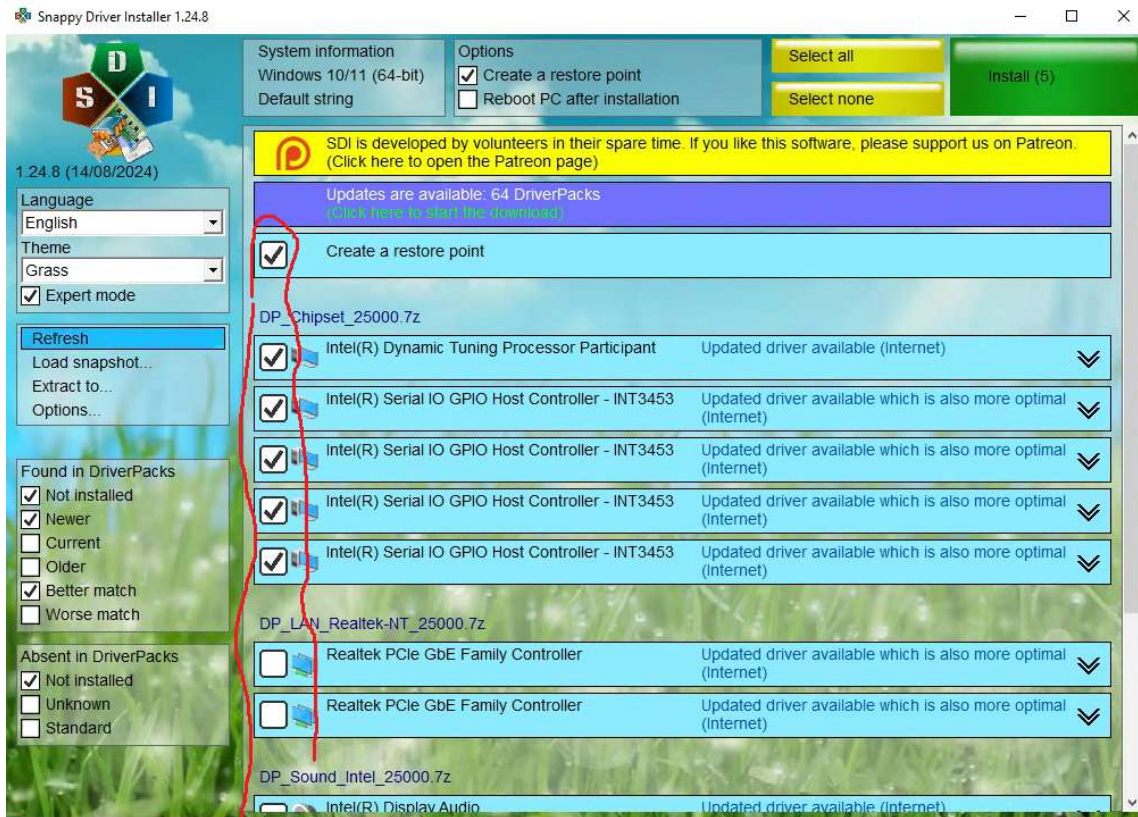 Snappy Driver Installer 1.24.8
D
S I
1.24.8 (14/08/2024)
Language
English
Theme
Grass
Expert mode
Refresh
Load snapshot...
Extract to...
Options...
Found in DriverPacks
Not installed
Newer
Current
Older
Better match
Worse match
Absent in DriverPacks
Not installed
Unknown
Standard
System information
Windows 10/11 (64-bit)
Default string
Options
Create a restore point
Reboot PC after installation
Select all
Select none
Install (5)
SDI is developed by volunteers in their spare time. If you like this software, please support us on Patreon.
(Click here to open the Patreon page)
Updates are available: 64 DriverPacks
(Click here to start the download)
Create a restore point
DP_Chipset_25000.7z
Intel(R) Dynamic Tuning Processor Participant Updated driver available (Internet)
Intel(R) Serial IO GPIO Host Controller - INT3453 Updated driver available which is also more optimal
(Internet)
Intel(R) Serial IO GPIO Host Controller - INT3453 Updated driver available which is also more optimal
(Internet)
Intel(R) Serial IO GPIO Host Controller - INT3453 Updated driver available which is also more optimal
(Internet)
Intel(R) Serial IO GPIO Host Controller - INT3453 Updated driver available which is also more optimal
(Internet)
DP_LAN_Realtek-NT_25000.7z
Realtek PCIe GbE Family Controller Updated driver available which is also more optimal
(Internet)
Realtek PCIe GbE Family Controller Updated driver available which is also more optimal
(Internet)
DP_Sound_Intel_25000.7z
Intel(R) Display Audio Updated driver available (Internet)